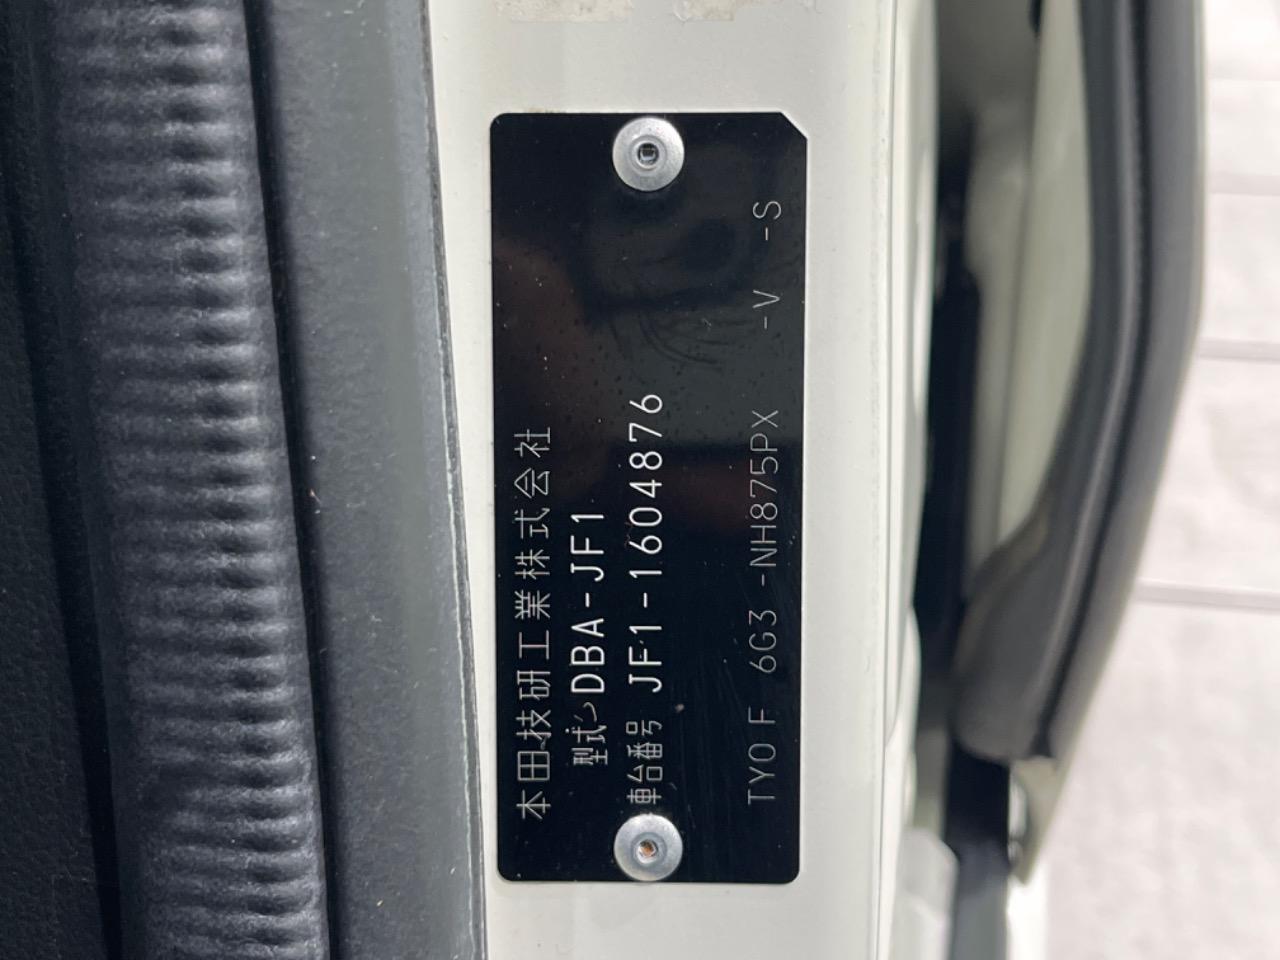 本田技研工業株式会社
型式 DBA-JF1
車台番号 JF1-1604876
TY0F 6G3 -NH875PX -V -S